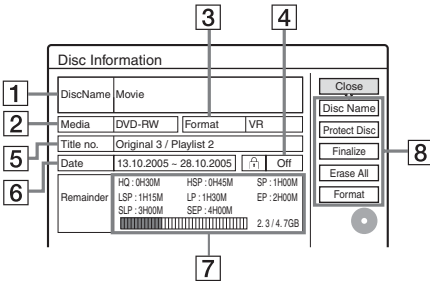 3
4
Disc Information
1
DiscName Movie
Close
Disc Name
2
Media DVD-RW Format VR
Protect Disc
5
Title no. Original 3 / Playlist 2
Finalize
8
6
Date 13.10.2005 ~ 28.10.2005 Off
Erase All
Remainder
HQ : 0H30M HSP : 0H45M SP : 1H00M
LSP : 1H15M LP : 1H30M EP : 2H00M
SLP : 3H00M SEP : 4H00M
Format
2. 3 / 4. 7GB
7